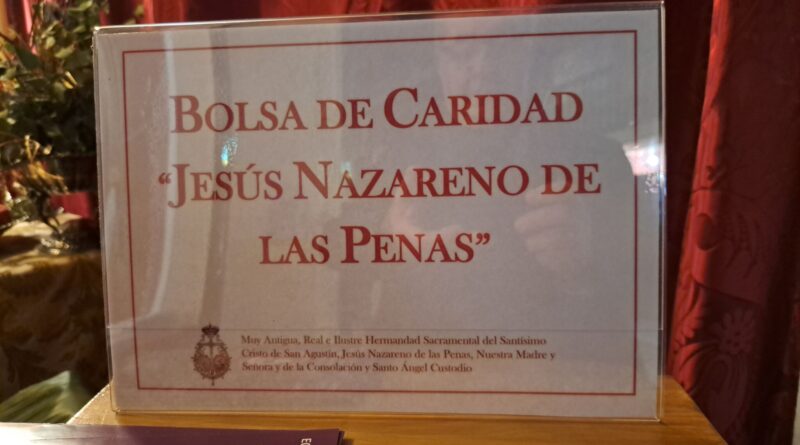 BOLSA DE CARIDAD
“JESÚS NAZARENO DE
LAS PENAS”
Muy Antigua, Real e Ilustre Hermandad Sacramental del Santísimo
Cristo de San Agustín, Jesús Nazareno de las Penas, Nuestra Madre y
Señora y de la Consolación y Santo Ángel Custodio